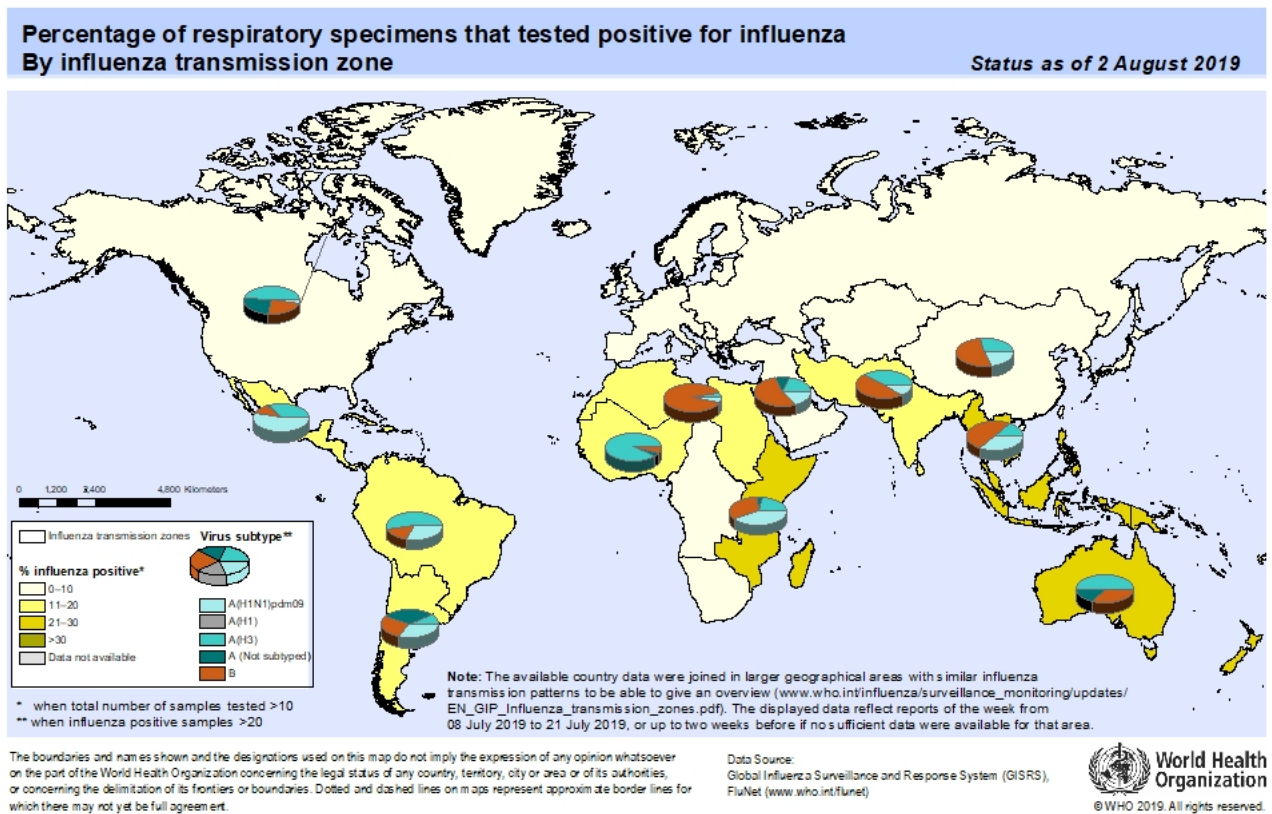 Percentage of respiratory specimens that tested positive for influenza
By influenza transmission zone
Status as of 2 August 2019
0 1,200 2,400 4,800 Kilometers
Influenza transmission zones
% influenza positive*
0–10
11–20
21–30
>30
Data not available
Virus subtype**
A(H1N1)pdm09
A(H1)
A(H3)
A (Not subtyped)
B
* when total number of samples tested >10
** when influenza positive samples >20
Note: The available country data were joined in larger geographical areas with similar influenza
transmission patterns to be able to give an overview (www.who.int/influenza/surveillance_monitoring/updates/
EN_GIP_Influenza_transmission_zones.pdf). The displayed data reflect reports of the week from
08 July 2019 to 21 July 2019, or up to two weeks before if no sufficient data were available for that area.
The boundaries and names shown and the designations used on this map do not imply the expression of any opinion whatsoever
on the part of the World Health Organization concerning the legal status of any country, territory, city or area or of its authorities,
or concerning the delimitation of its frontiers or boundaries. Dotted and dashed lines on maps represent approximate border lines for
which there may not yet be full agreement.
Data Source:
Global Influenza Surveillance and Response System (GISRS),
FluNet (www.who.int/flunet)
World Health
Organization
© WHO 2019. All rights reserved.